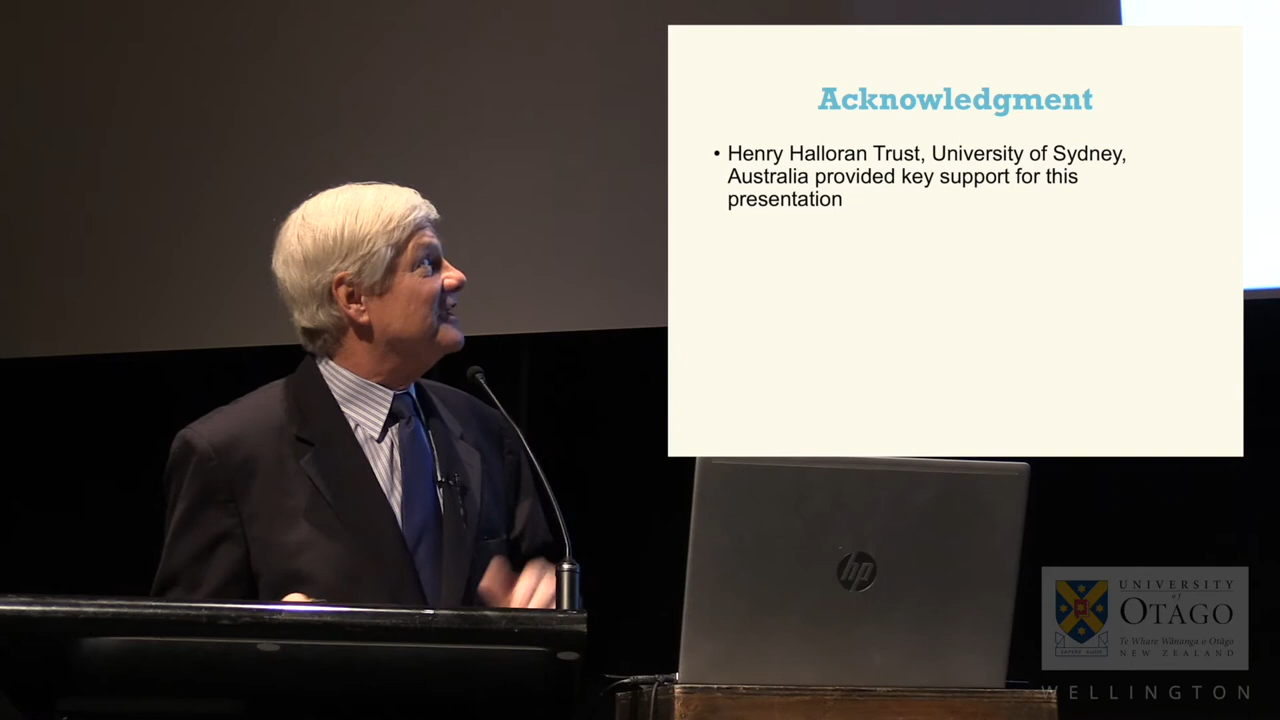 Acknowledgment
• Henry Halloran Trust, University of Sydney,
Australia provided key support for this
presentation
hp
UNIVERSITY
of
OTAGO
Te Whare Wānanga o Otāgo
NEW ZEALAND
WELLINGTON